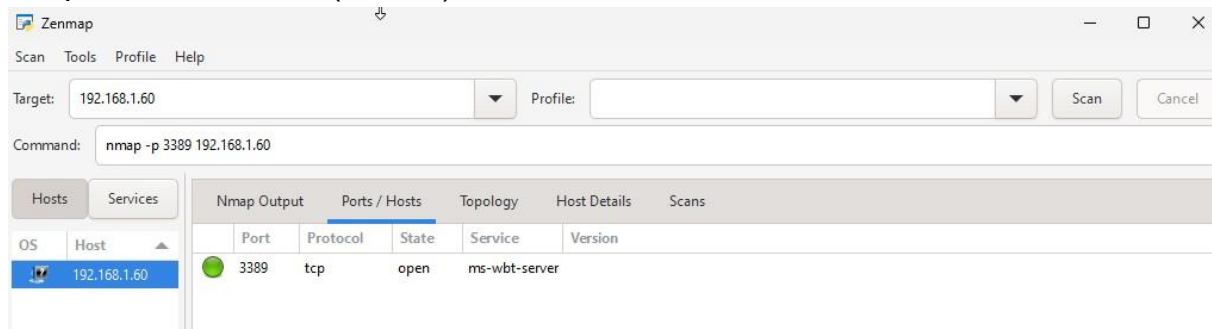 Zenmap
Scan Tools Profile Help
Target: 192.168.1.60 Profile: Scan Cancel
Command: nmap -p 3389 192.168.1.60
Hosts Services Nmap Output Ports / Hosts Topology Host Details Scans
OS Host Port Protocol State Service Version
192.168.1.60 3389 tcp open ms-wbt-server